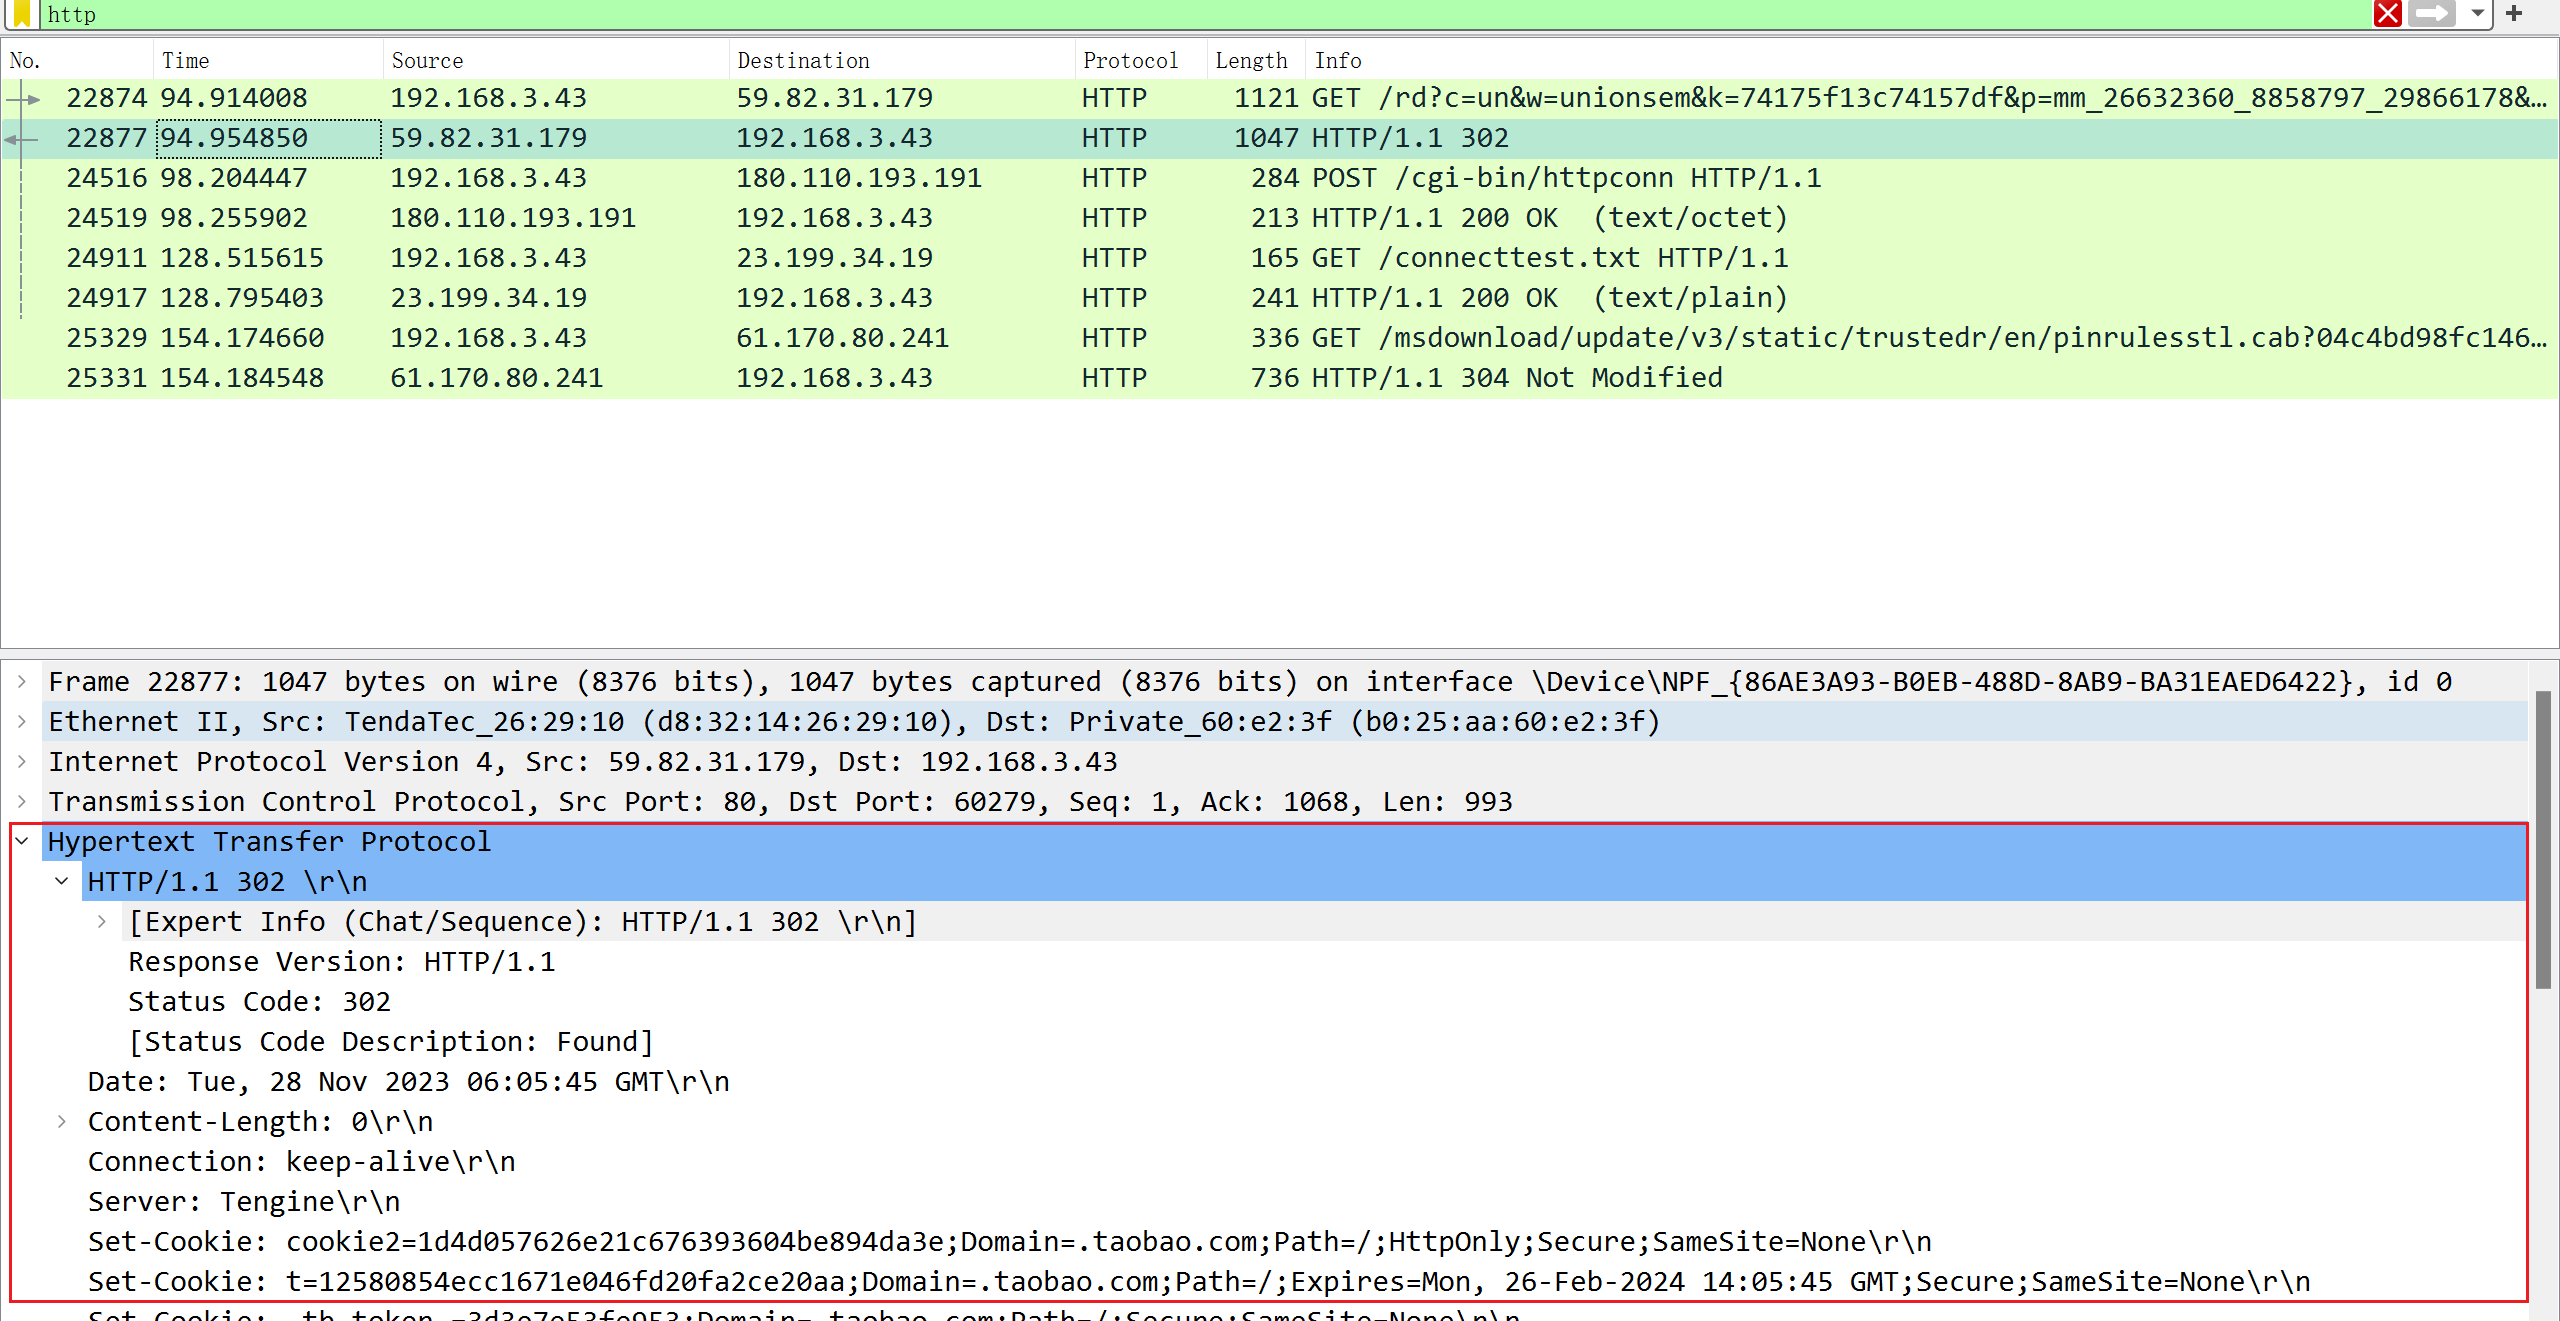 http
No. Time Source Destination Protocol Length Info
22874 94.914008 192.168.3.43 59.82.31.179 HTTP 1121 GET /rd?c=un&w=unionsem&k=74175f13c74157df&p=mm_26632360_8858797_29866178&…
22877 94.954850 59.82.31.179 192.168.3.43 HTTP 1047 HTTP/1.1 302
24516 98.204447 192.168.3.43 180.110.193.191 HTTP 284 POST /cgi-bin/httpconn HTTP/1.1
24519 98.255902 180.110.193.191 192.168.3.43 HTTP 213 HTTP/1.1 200 OK  (text/octet)
24911 128.515615 192.168.3.43 23.199.34.19 HTTP 165 GET /connecttest.txt HTTP/1.1
24917 128.795403 23.199.34.19 192.168.3.43 HTTP 241 HTTP/1.1 200 OK  (text/plain)
25329 154.174660 192.168.3.43 61.170.80.241 HTTP 336 GET /msdownload/update/v3/static/trustedr/en/pinrulesstl.cab?04c4bd98fc146…
25331 154.184548 61.170.80.241 192.168.3.43 HTTP 736 HTTP/1.1 304 Not Modified
Frame 22877: 1047 bytes on wire (8376 bits), 1047 bytes captured (8376 bits) on interface \Device\NPF_{86AE3A93-B0EB-488D-8AB9-BA31EAED6422}, id 0
Ethernet II, Src: TendaTec_26:29:10 (d8:32:14:26:29:10), Dst: Private_60:e2:3f (b0:25:aa:60:e2:3f)
Internet Protocol Version 4, Src: 59.82.31.179, Dst: 192.168.3.43
Transmission Control Protocol, Src Port: 80, Dst Port: 60279, Seq: 1, Ack: 1068, Len: 993
Hypertext Transfer Protocol
HTTP/1.1 302 \r\n
[Expert Info (Chat/Sequence): HTTP/1.1 302 \r\n]
Response Version: HTTP/1.1
Status Code: 302
[Status Code Description: Found]
Date: Tue, 28 Nov 2023 06:05:45 GMT\r\n
Content-Length: 0\r\n
Connection: keep-alive\r\n
Server: Tengine\r\n
Set-Cookie: cookie2=1d4d057626e21c676393604be894da3e;Domain=.taobao.com;Path=/;HttpOnly;Secure;SameSite=None\r\n
Set-Cookie: t=12580854ecc1671e046fd20fa2ce20aa;Domain=.taobao.com;Path=/;Expires=Mon, 26-Feb-2024 14:05:45 GMT;Secure;SameSite=None\r\n